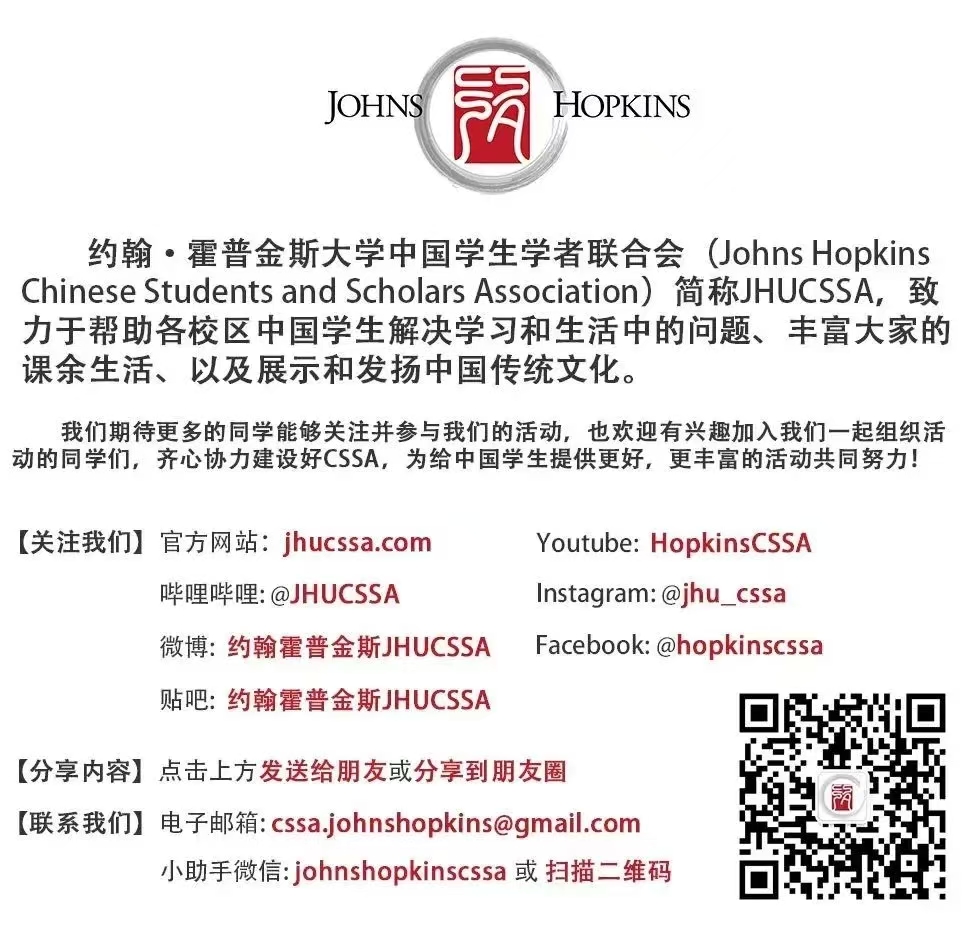 JOHNS HOPKINS
CSSA
约翰·霍普金斯大学中国学生学者联合会（Johns Hopkins
Chinese Students and Scholars Association）简称JHUCSSA，致
力于帮助各校区中国学生解决学习和生活中的问题、丰富大家的
课余生活、以及展示和发扬中国传统文化。
我们期待更多的同学能够关注并参与我们的活动，也欢迎有兴趣加入我们一起组织活
动的同学们，齐心协力建设好CSSA，为给中国学生提供更好，更丰富的活动共同努力！
【关注我们】官方网站：jhucssa.com Youtube: HopkinsCSSA
哔哩哔哩: @JHUCSSA Instagram: @jhu_cssa
微博: 约翰霍普金斯JHUCSSA Facebook: @hopkinscssa
贴吧: 约翰霍普金斯JHUCSSA
【分享内容】点击上方发送给朋友或分享到朋友圈
【联系我们】电子邮箱: cssa.johnshopkins@gmail.com
小助手微信: johnshopkinscssa 或 扫描二维码